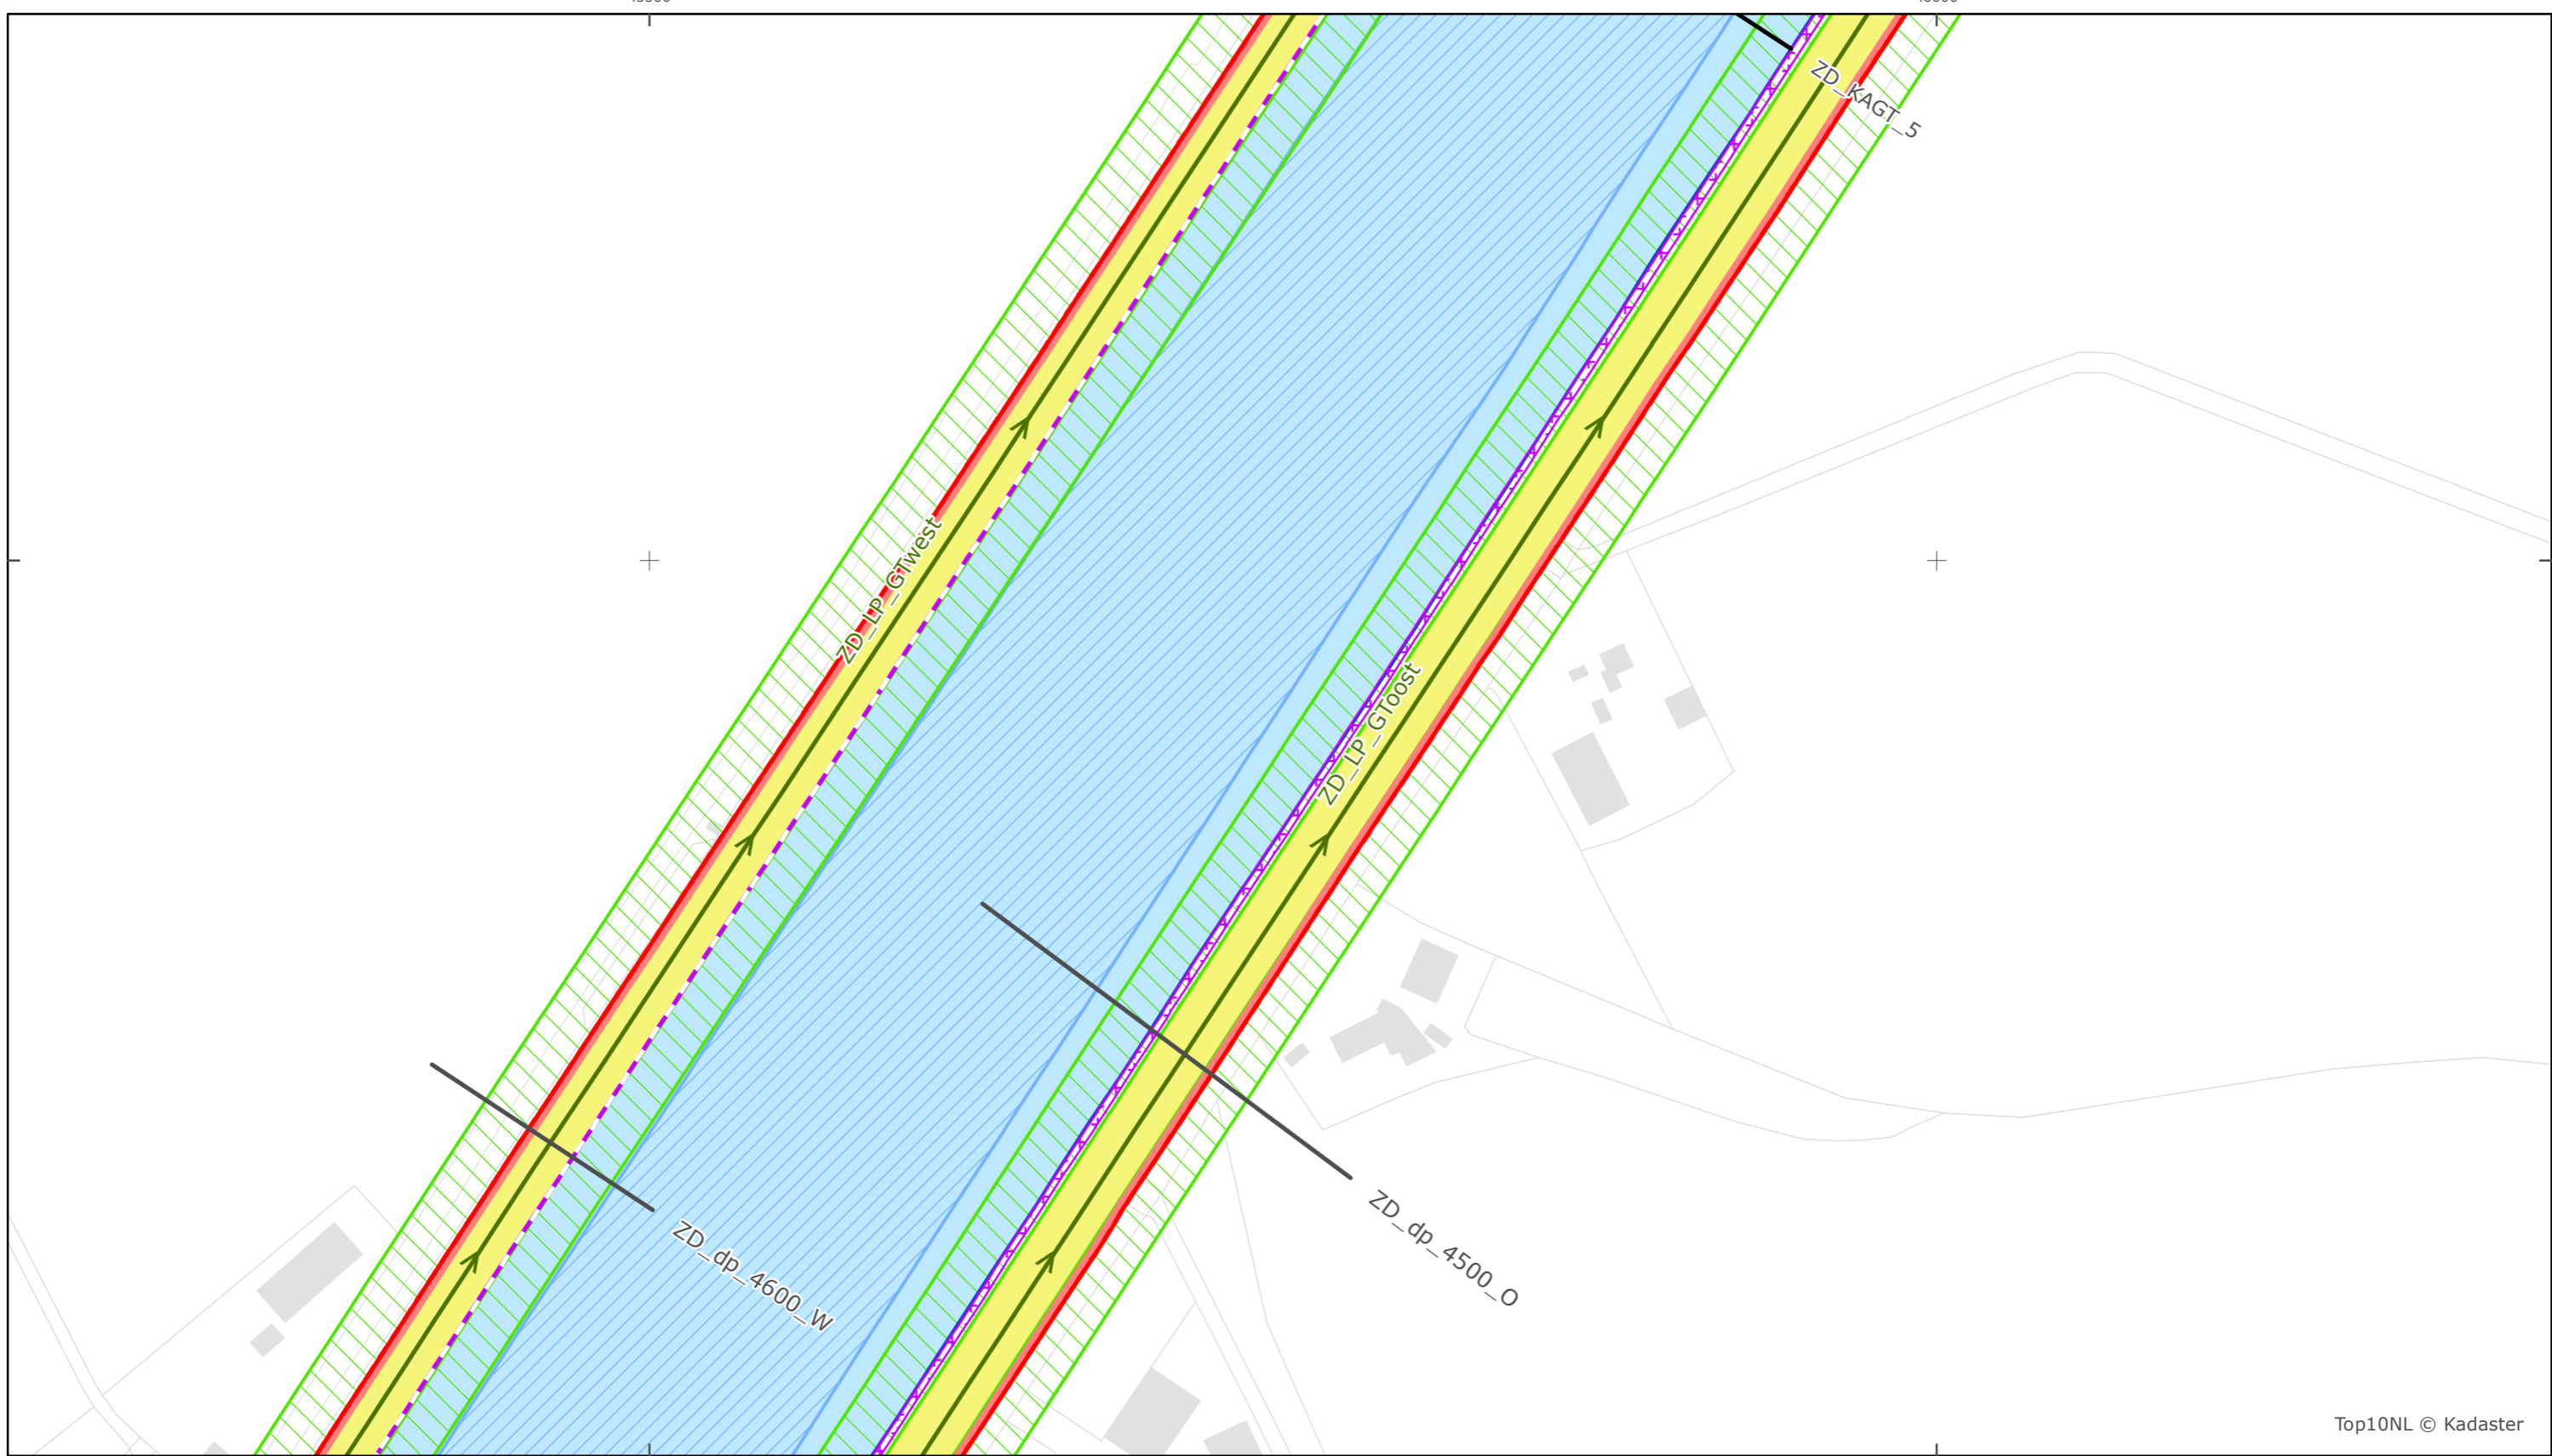 ZD_KAGT_5
ZD_LP_GTwest
ZD_LP_GToost
ZD_dp_4500_O
ZD_dp_4600_W
Top10NL © Kadaster